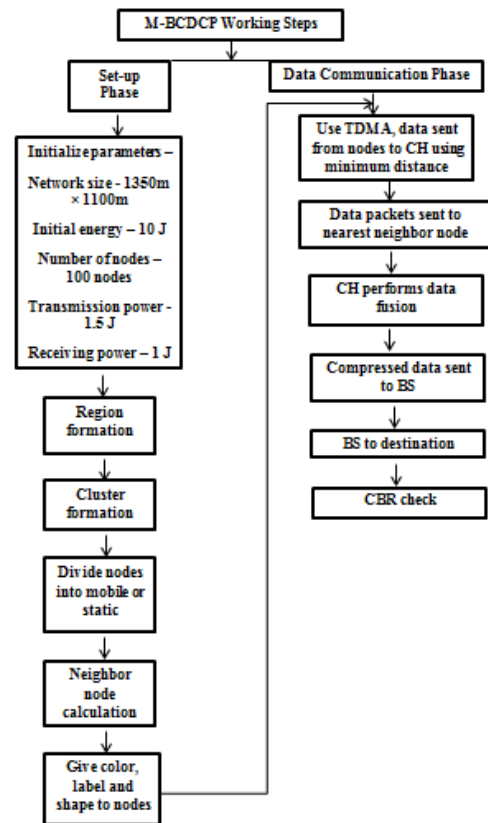 M-BCDCP Working Steps
Set-up
Phase
Initialize parameters –
Network size - 1350m
× 1100m
Initial energy – 10 J
Number of nodes –
100 nodes
Transmission power -
1.5 J
Receiving power – 1 J
Region
formation
Cluster
formation
Divide nodes
into mobile or
static
Neighbor
node
calculation
Give color,
label and
shape to nodes
Data Communication Phase
Use TDMA, data sent
from nodes to CH using
minimum distance
Data packets sent to
nearest neighbor node
CH performs data
fusion
Compressed data sent
to BS
BS to destination
CBR check